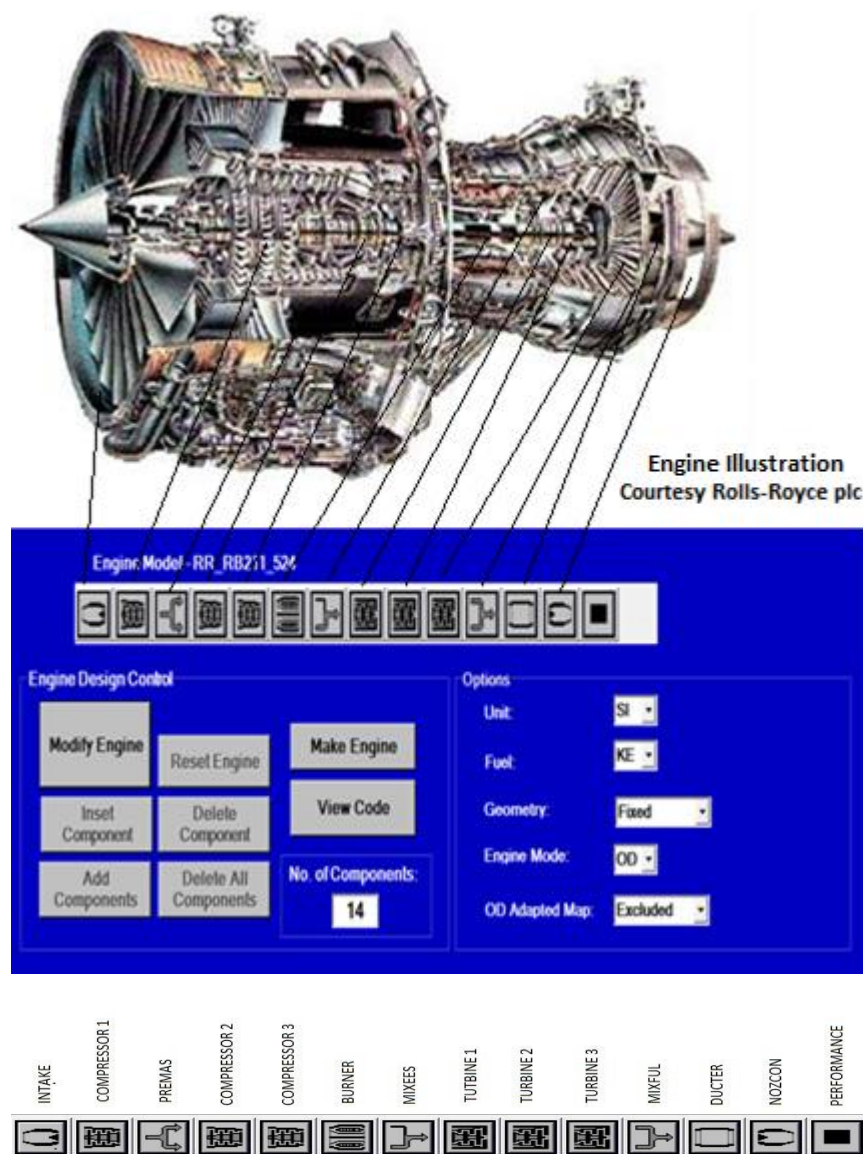 Engine Illustration
Courtesy Rolls-Royce plc
Engine Model - RR_RB211_524
Engine Design Control
Modify Engine
Reset Engine
Make Engine
Inset Component
Delete Component
View Code
Add Components
Delete All Components
No. of Components:
14
Options
Unit:
SI
Fuel:
KE
Geometry:
Fixed
Engine Mode:
OD
OD Adapted Map:
Excluded
INTAKE
COMPRESSOR 1
PREMAS
COMPRESSOR 2
COMPRESSOR 3
BURNER
MIXEES
TUTBINE 1
TURBINE 2
TURBINE 3
MIXFUL
DUCTER
NOZCON
PERFORMANCE